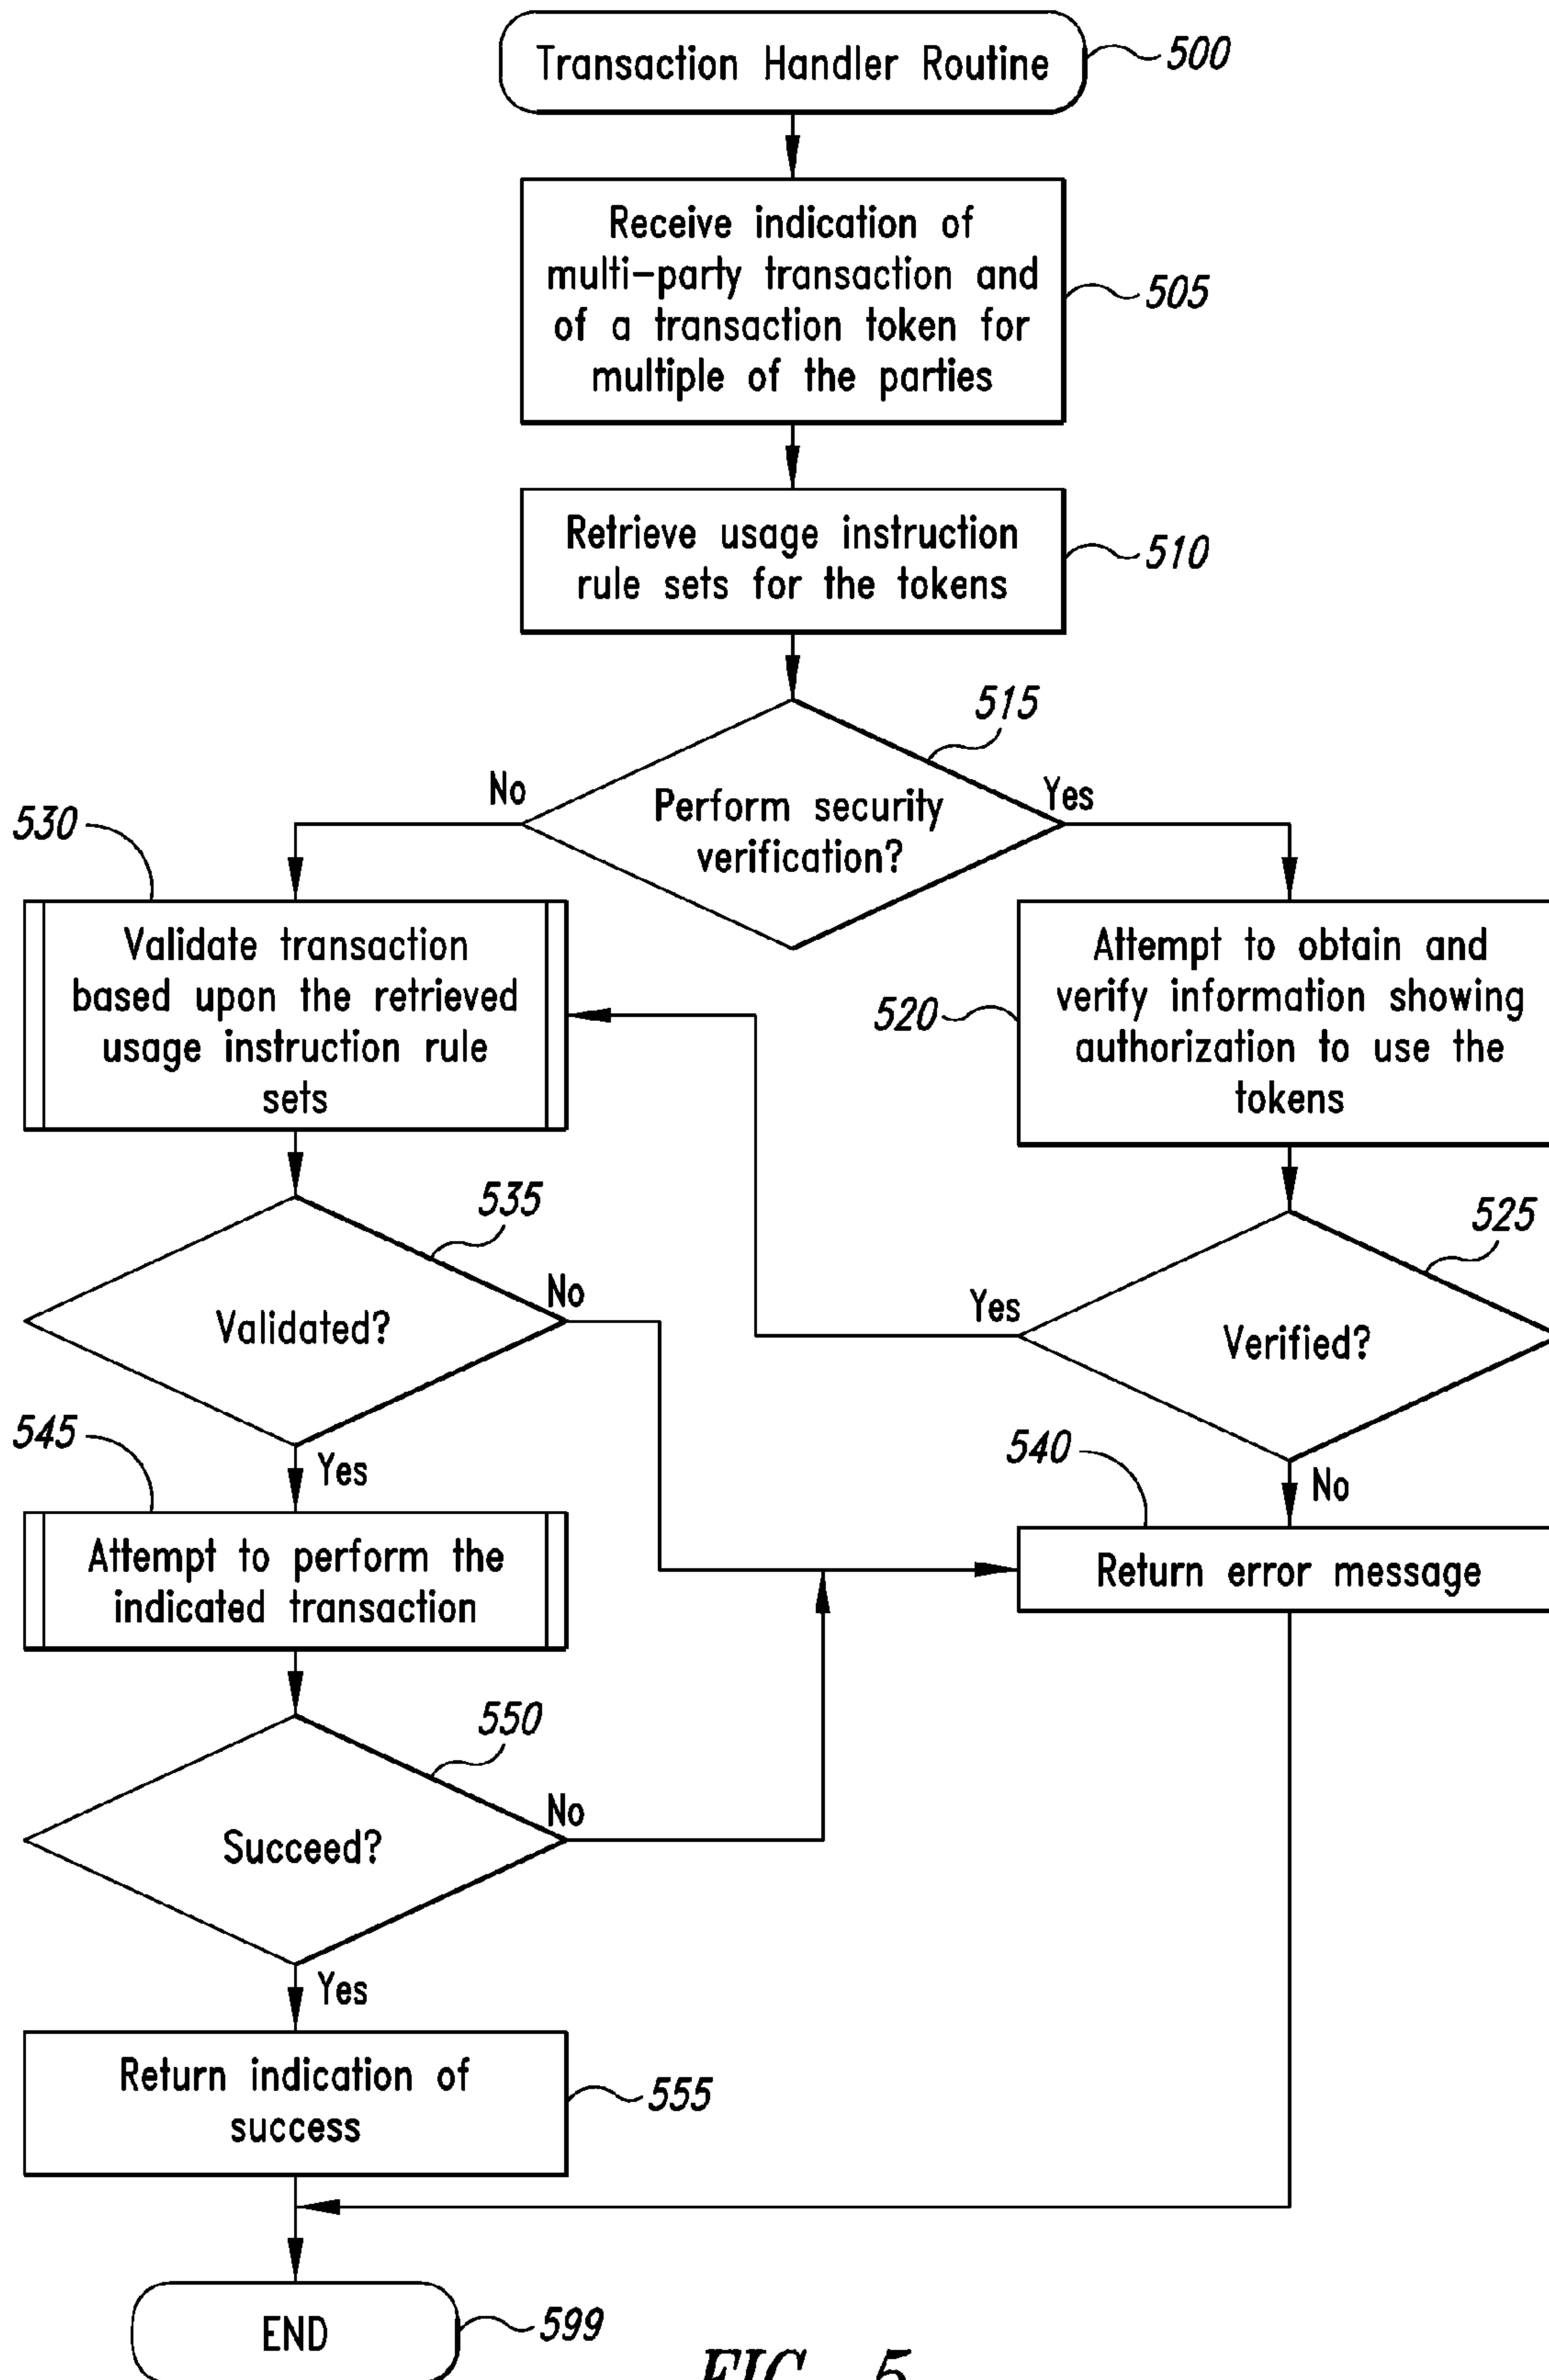 Transaction Handler Routine
500
Receive indication of
multi-party transaction and
of a transaction token for
multiple of the parties
505
Retrieve usage instruction
rule sets for the tokens
510
515
Perform security
verification?
No
Yes
530
Validate transaction
based upon the retrieved
usage instruction rule
sets
520
Attempt to obtain and
verify information showing
authorization to use the
tokens
535
Validated?
No
Yes
525
Verified?
Yes
No
545
Attempt to perform the
indicated transaction
540
Return error message
550
Succeed?
No
Yes
Return indication of
success
555
END
599
FIG. 5